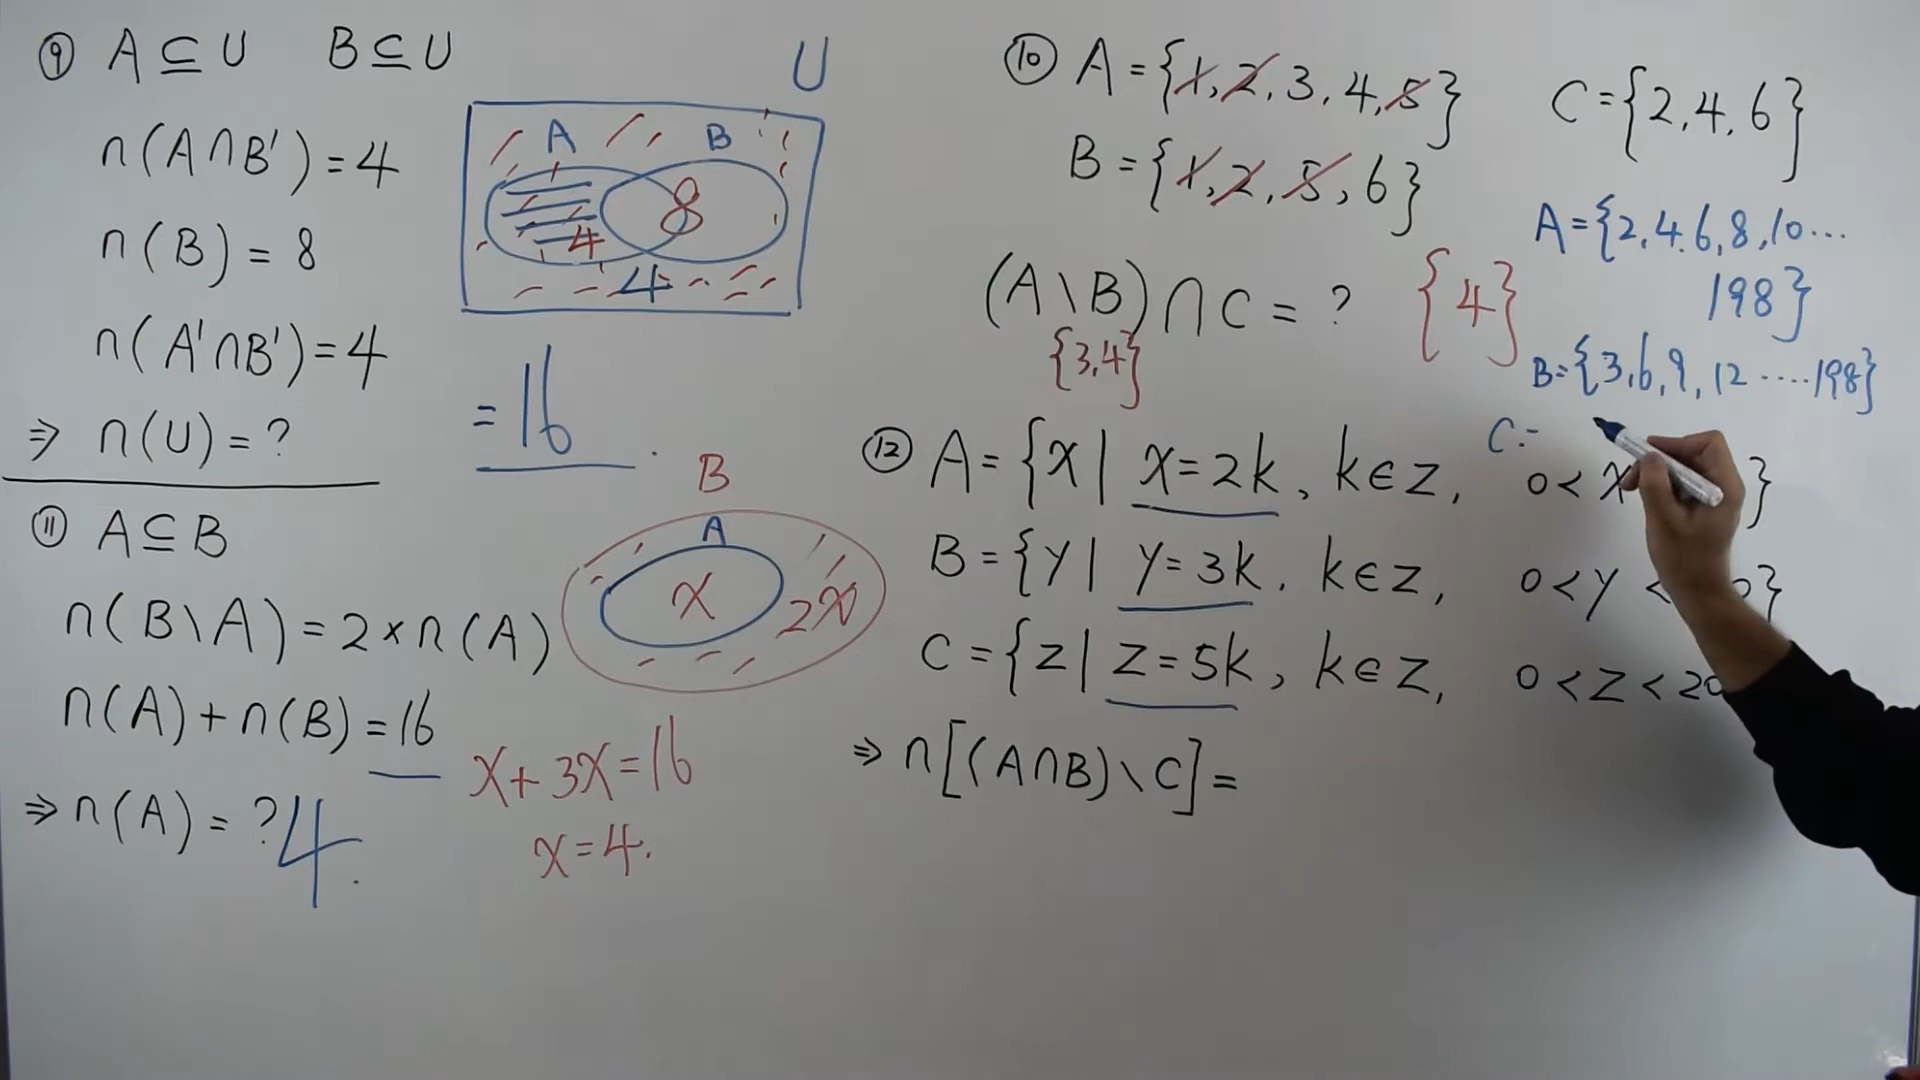 ⑨ A⊆U B⊆U
n(A∩B')=4
n(B)=8
n(A'∩B')=4
⇒ n(U)=?
U
A B
8
4
4
=16
⑩ A={1,2,3,4,5}
B={1,2,5,6}
C={2,4,6}
(A\B)∩C=? {4}
{3,4}
⑪ A⊆B
n(B\A)=2×n(A)
n(A)+n(B)=16
⇒ n(A)=? 4
B
A
x 2x
x+3x=16
x=4.
A={2,4.6,8,10...
198}
B={3,6,9,12.....198}
C=
⑫ A={x| x=2k, k∈z, 0<x }
B={y| y=3k, k∈z, 0<y< }
C={z| z=5k, k∈z, 0<z<20
⇒ n[(A∩B)\C]=